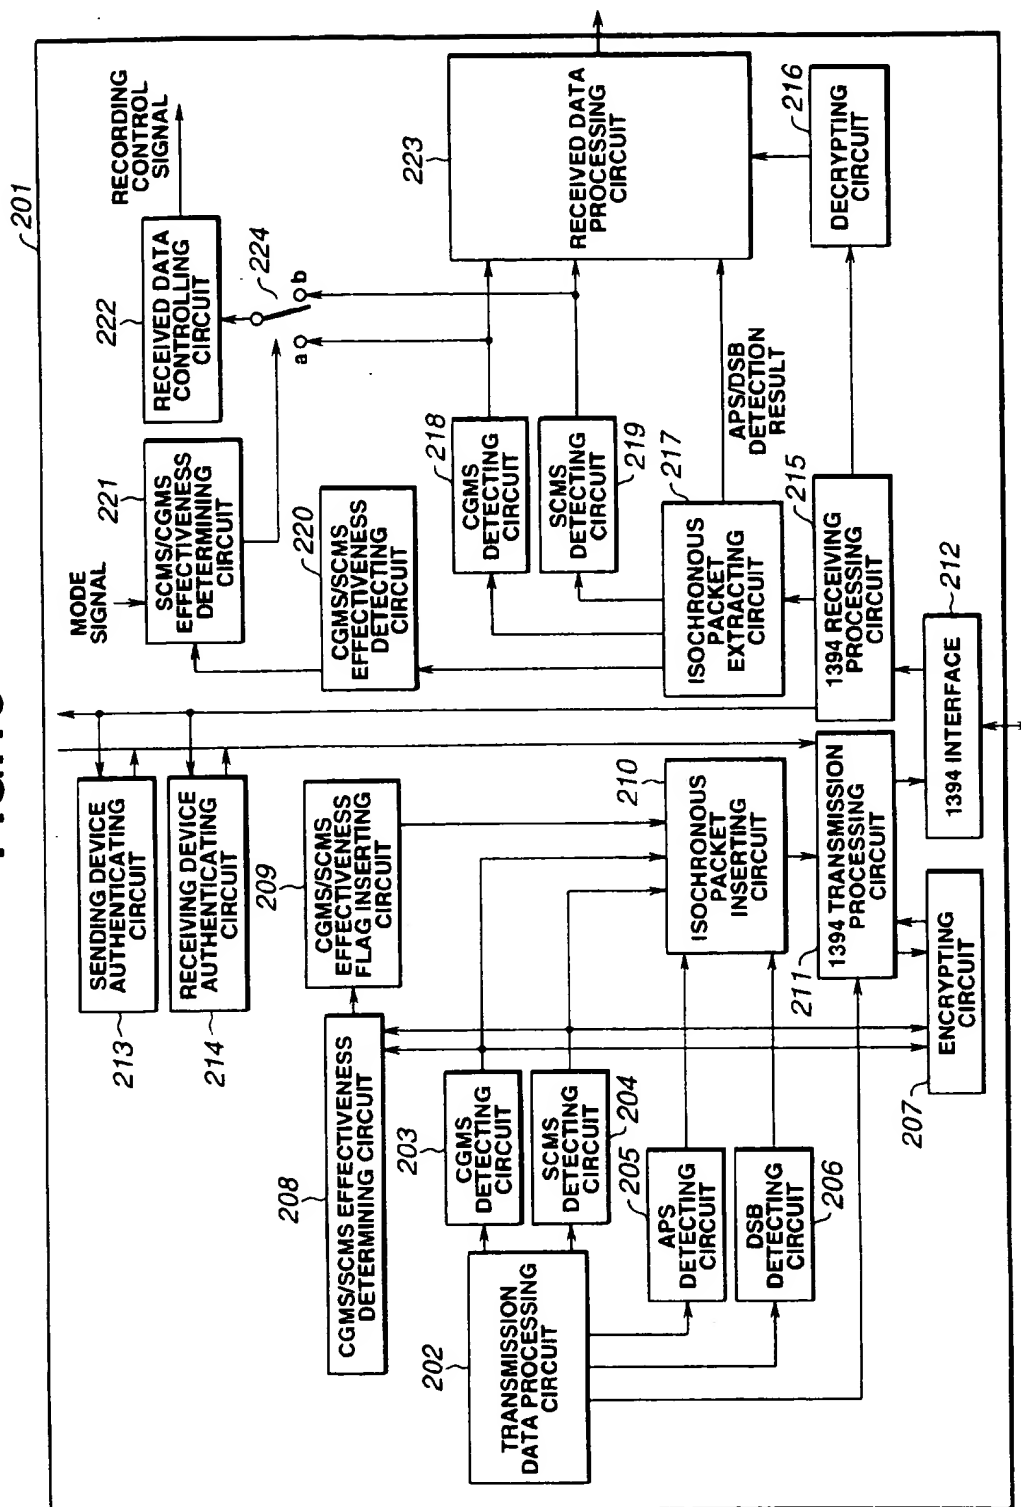 201
RECORDING
CONTROL
SIGNAL
222
RECEIVED DATA
CONTROLLING
CIRCUIT
224
a
b
223
RECEIVED DATA
PROCESSING
CIRCUIT
216
DECRYPTING
CIRCUIT
MODE
SIGNAL
221
SCMS/CGMS
EFFECTIVENESS
DETERMINING
CIRCUIT
220
CGMS/SCMS
EFFECTIVENESS
DETECTING
CIRCUIT
218
CGMS
DETECTING
CIRCUIT
SCMS
DETECTING
CIRCUIT
219
217
ISOCHRONOUS
PACKET
EXTRACTING
CIRCUIT
APS/DSB
DETECTION
RESULT
215
1394 RECEIVING
PROCESSING
CIRCUIT
212
1394 INTERFACE
SENDING DEVICE
AUTHENTICATING
CIRCUIT
213
RECEIVING DEVICE
AUTHENTICATING
CIRCUIT
214
209
CGMS/SCMS
EFFECTIVENESS
FLAG INSERTING
CIRCUIT
210
ISOCHRONOUS
PACKET
INSERTING
CIRCUIT
211
1394 TRANSMISSION
PROCESSING
CIRCUIT
207
ENCRYPTING
CIRCUIT
208
CGMS/SCMS EFFECTIVENESS
DETERMINING CIRCUIT
203
CGMS
DETECTING
CIRCUIT
SCMS
DETECTING
CIRCUIT
204
205
APS
DETECTING
CIRCUIT
DSB
DETECTING
CIRCUIT
206
202
TRANSMISSION
DATA PROCESSING
CIRCUIT